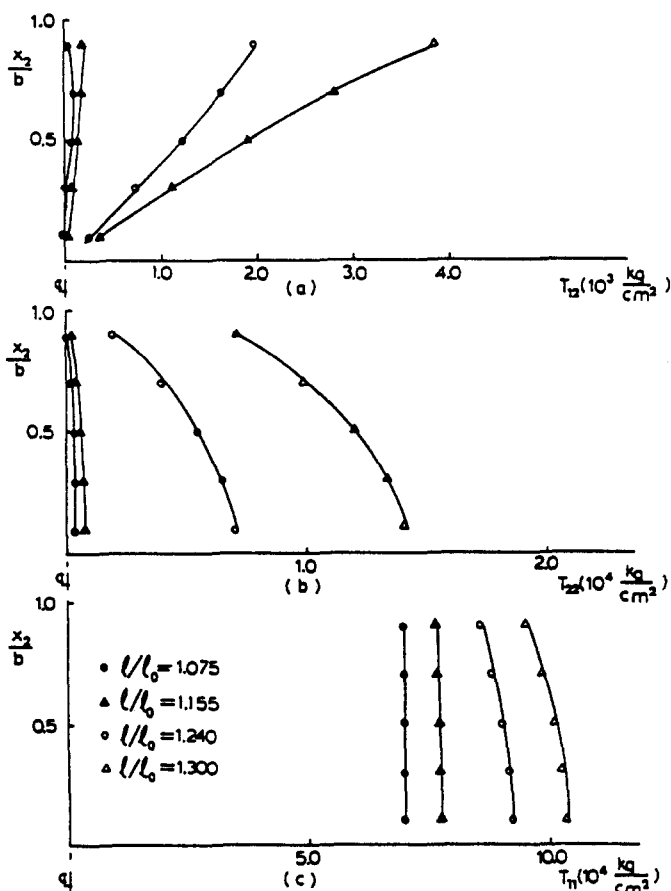 1.0
x₂/b
0.5
1.0
2.0
3.0
4.0
(a)
T₁₂(10³ kg/cm²)
1.0
x₂/b
0.5
1.0
2.0
(b)
T₂₂(10⁴ kg/cm²)
1.0
x₂/b
0.5
● ℓ/ℓ₀=1.075
▲ ℓ/ℓ₀=1.155
○ ℓ/ℓ₀=1.240
△ ℓ/ℓ₀=1.300
5.0
10.0
(c)
T₁₁(10⁴ kg/cm²)